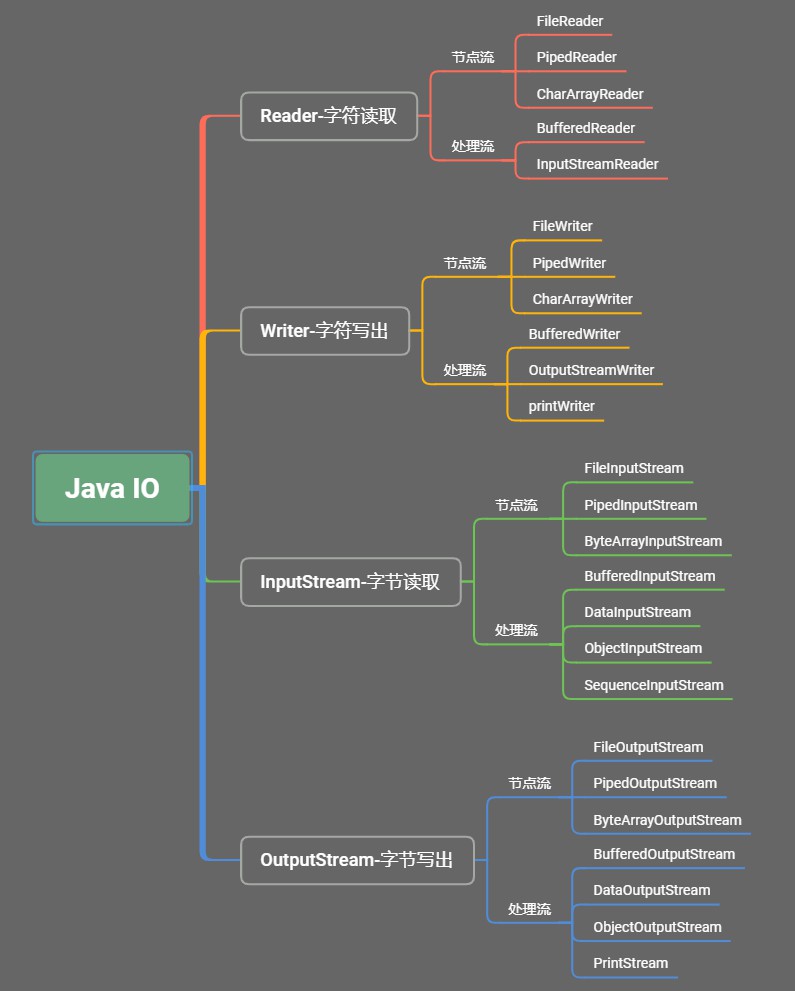 Java IO
Reader-字符读取
节点流
FileReader
PipedReader
CharArrayReader
处理流
BufferedReader
InputStreamReader
Writer-字符写出
节点流
FileWriter
PipedWriter
CharArrayWriter
处理流
BufferedWriter
OutputStreamWriter
printWriter
InputStream-字节读取
节点流
FileInputStream
PipedInputStream
ByteArrayInputStream
处理流
BufferedInputStream
DataInputStream
ObjectInputStream
SequenceInputStream
OutputStream-字节写出
节点流
FileOutputStream
PipedOutputStream
ByteArrayOutputStream
处理流
BufferedOutputStream
DataOutputStream
ObjectOutputStream
PrintStream